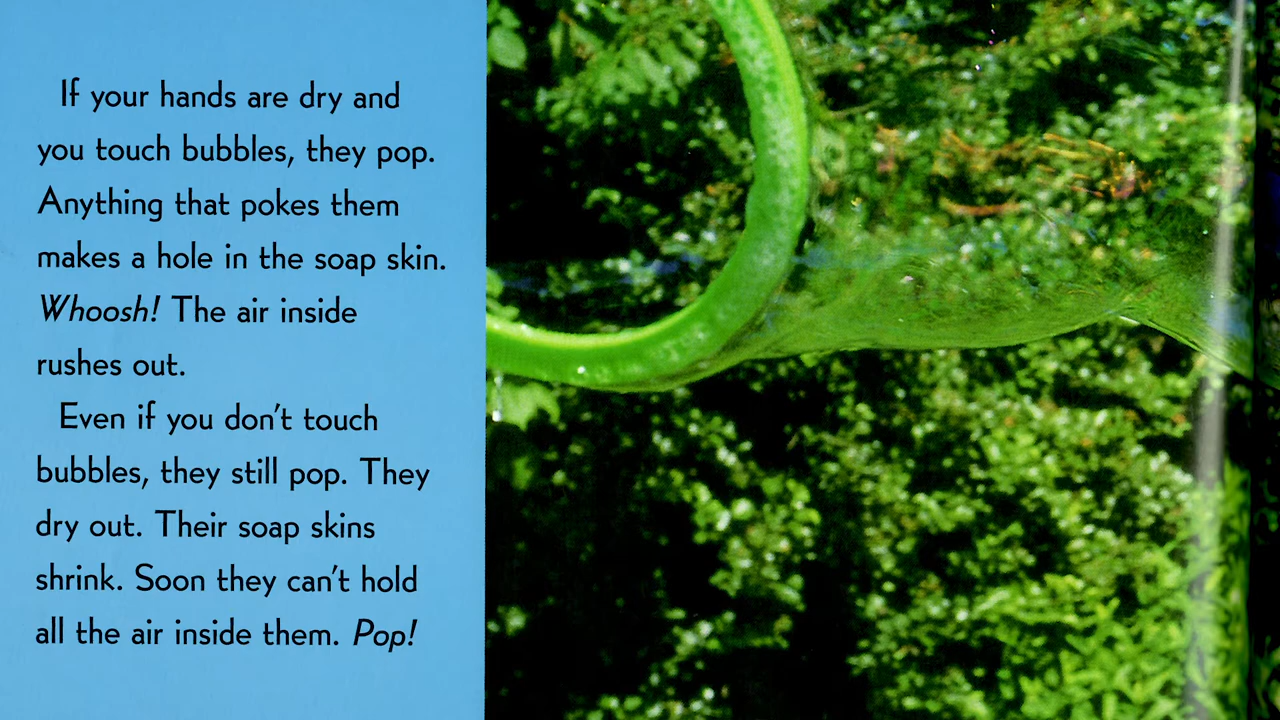 If your hands are dry and
you touch bubbles, they pop.
Anything that pokes them
makes a hole in the soap skin.
Whoosh! The air inside
rushes out.
Even if you don't touch
bubbles, they still pop. They
dry out. Their soap skins
shrink. Soon they can't hold
all the air inside them. Pop!